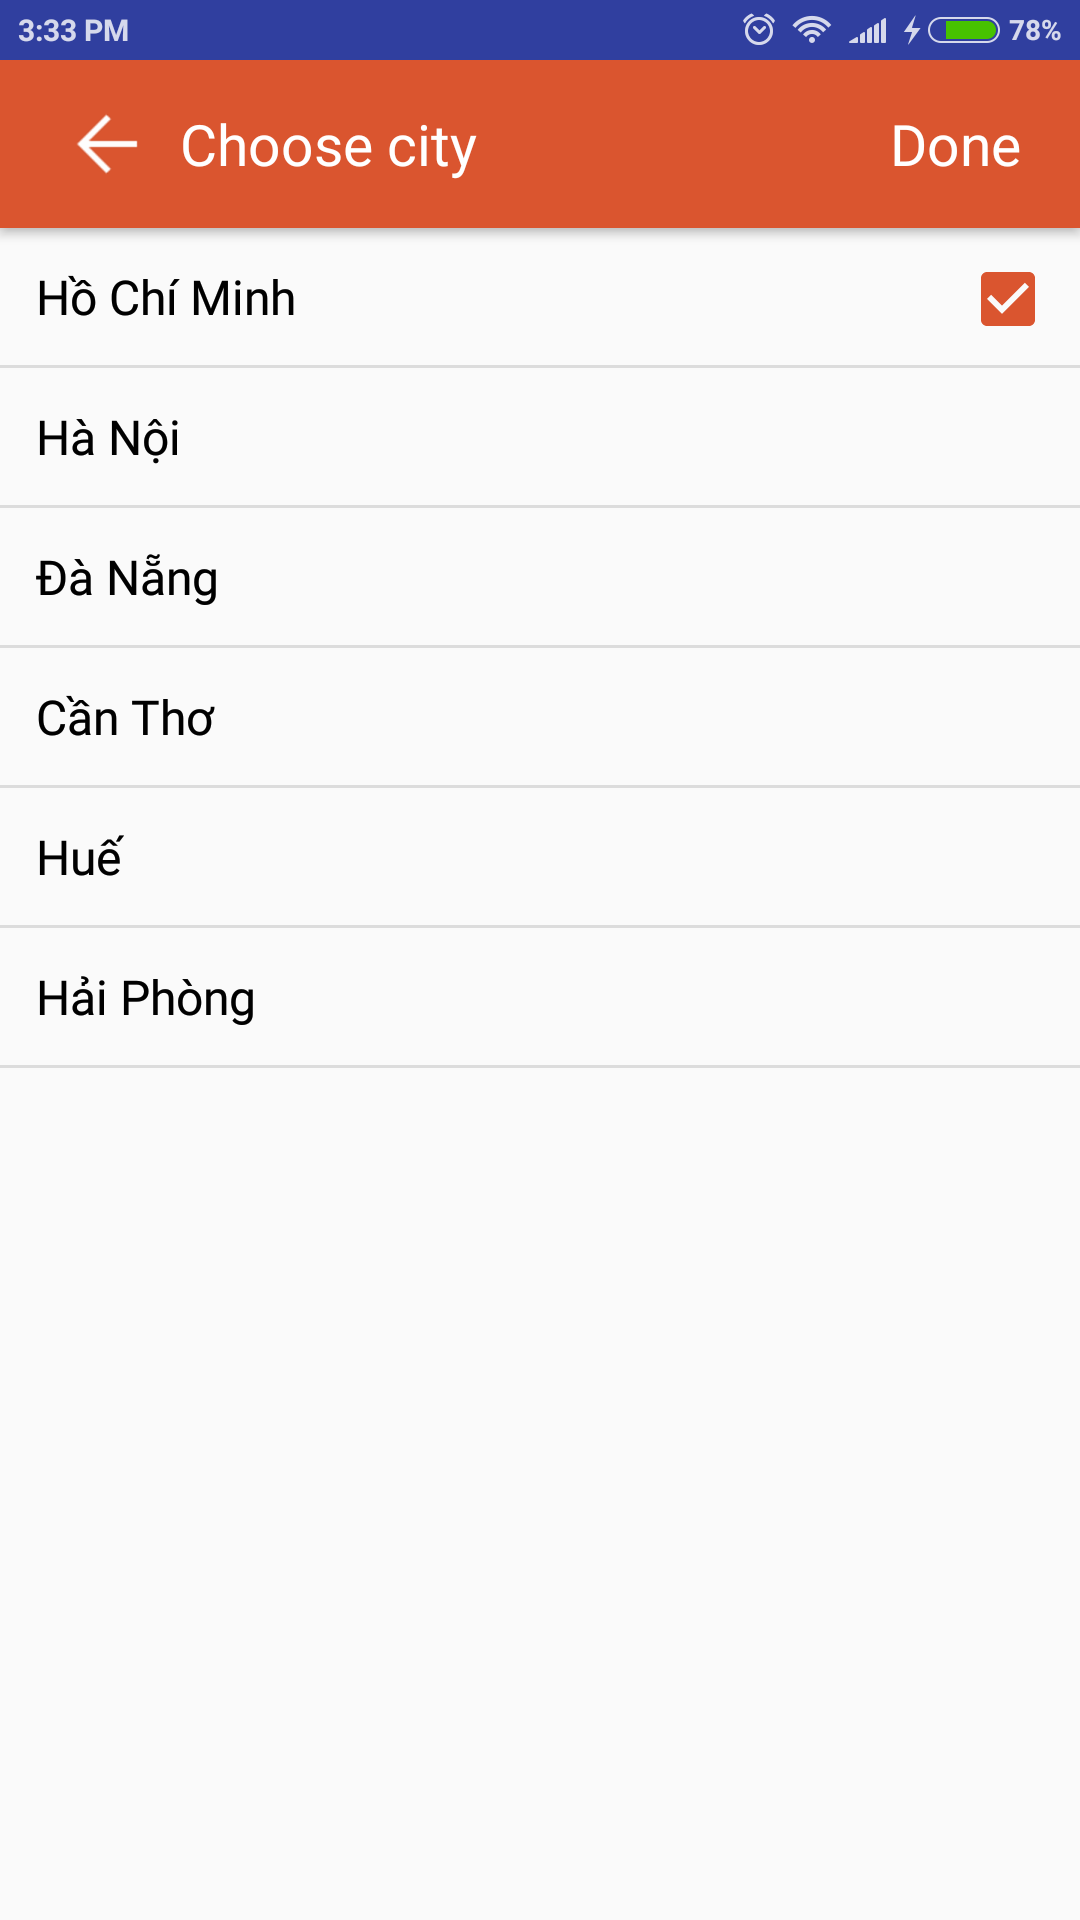 3:33 PM 78%
Choose city Done
Hồ Chí Minh
Hà Nội
Đà Nẵng
Cần Thơ
Huế
Hải Phòng